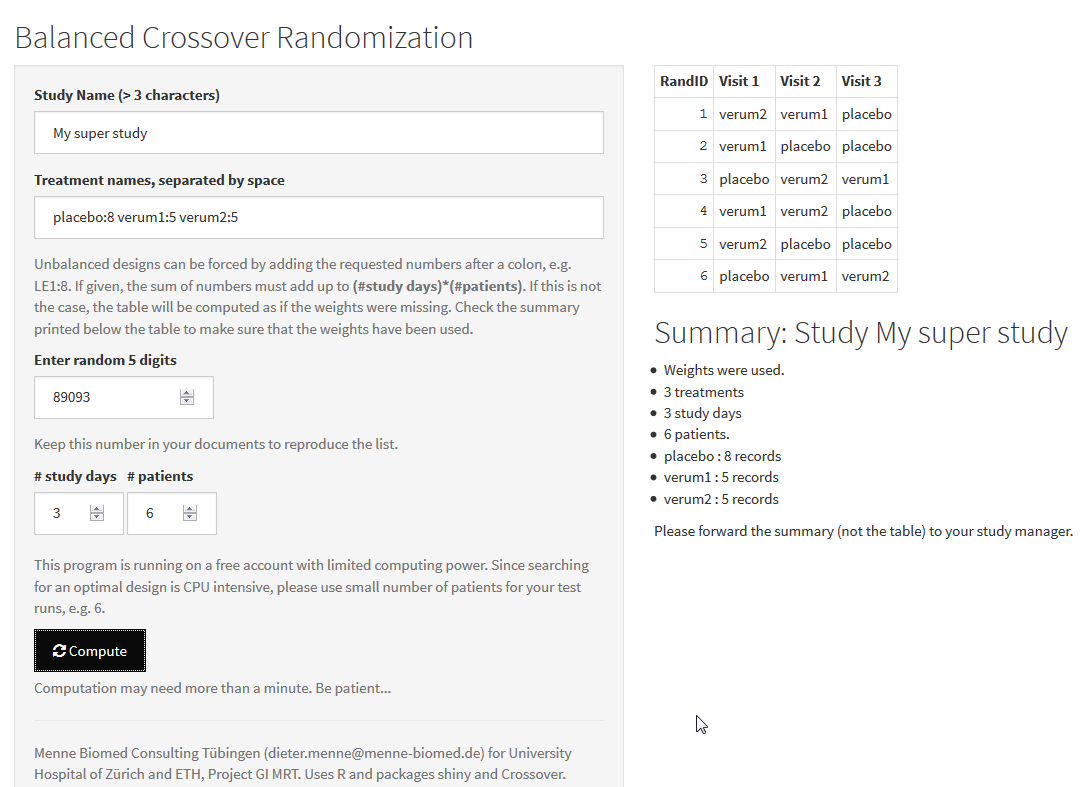 Balanced Crossover Randomization
Study Name (> 3 characters)
My super study
Treatment names, separated by space
placebo:8 verum1:5 verum2:5
Unbalanced designs can be forced by adding the requested numbers after a colon, e.g.
LE1:8. If given, the sum of numbers must add up to (#study days)*(#patients). If this is not
the case, the table will be computed as if the weights were missing. Check the summary
printed below the table to make sure that the weights have been used.
Enter random 5 digits
89093
Keep this number in your documents to reproduce the list.
# study days # patients
3 6
This program is running on a free account with limited computing power. Since searching
for an optimal design is CPU intensive, please use small number of patients for your test
runs, e.g. 6.
Compute
Computation may need more than a minute. Be patient...
Menne Biomed Consulting Tübingen (dieter.menne@menne-biomed.de) for University
Hospital of Zürich and ETH, Project GI MRT. Uses R and packages shiny and Crossover.
RandID Visit 1 Visit 2 Visit 3
1 verum2 verum1 placebo
2 verum1 placebo placebo
3 placebo verum2 verum1
4 verum1 verum2 placebo
5 verum2 placebo placebo
6 placebo verum1 verum2
Summary: Study My super study
• Weights were used.
• 3 treatments
• 3 study days
• 6 patients.
• placebo : 8 records
• verum1 : 5 records
• verum2 : 5 records
Please forward the summary (not the table) to your study manager.